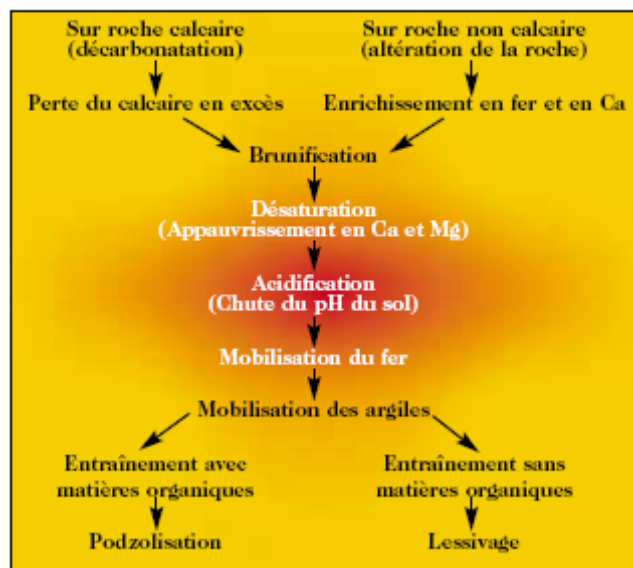 Sur roche calcaire
(décarbonatation)
Sur roche non calcaire
(altération de la roche)
Perte du calcaire en excès
Enrichissement en fer et en Ca
Brunification
Désaturation
(Appauvrissement en Ca et Mg)
Acidification
(Chute du pH du sol)
Mobilisation du fer
Mobilisation des argiles
Entraînement avec
matières organiques
Entraînement sans
matières organiques
Podzolisation
Lessivage